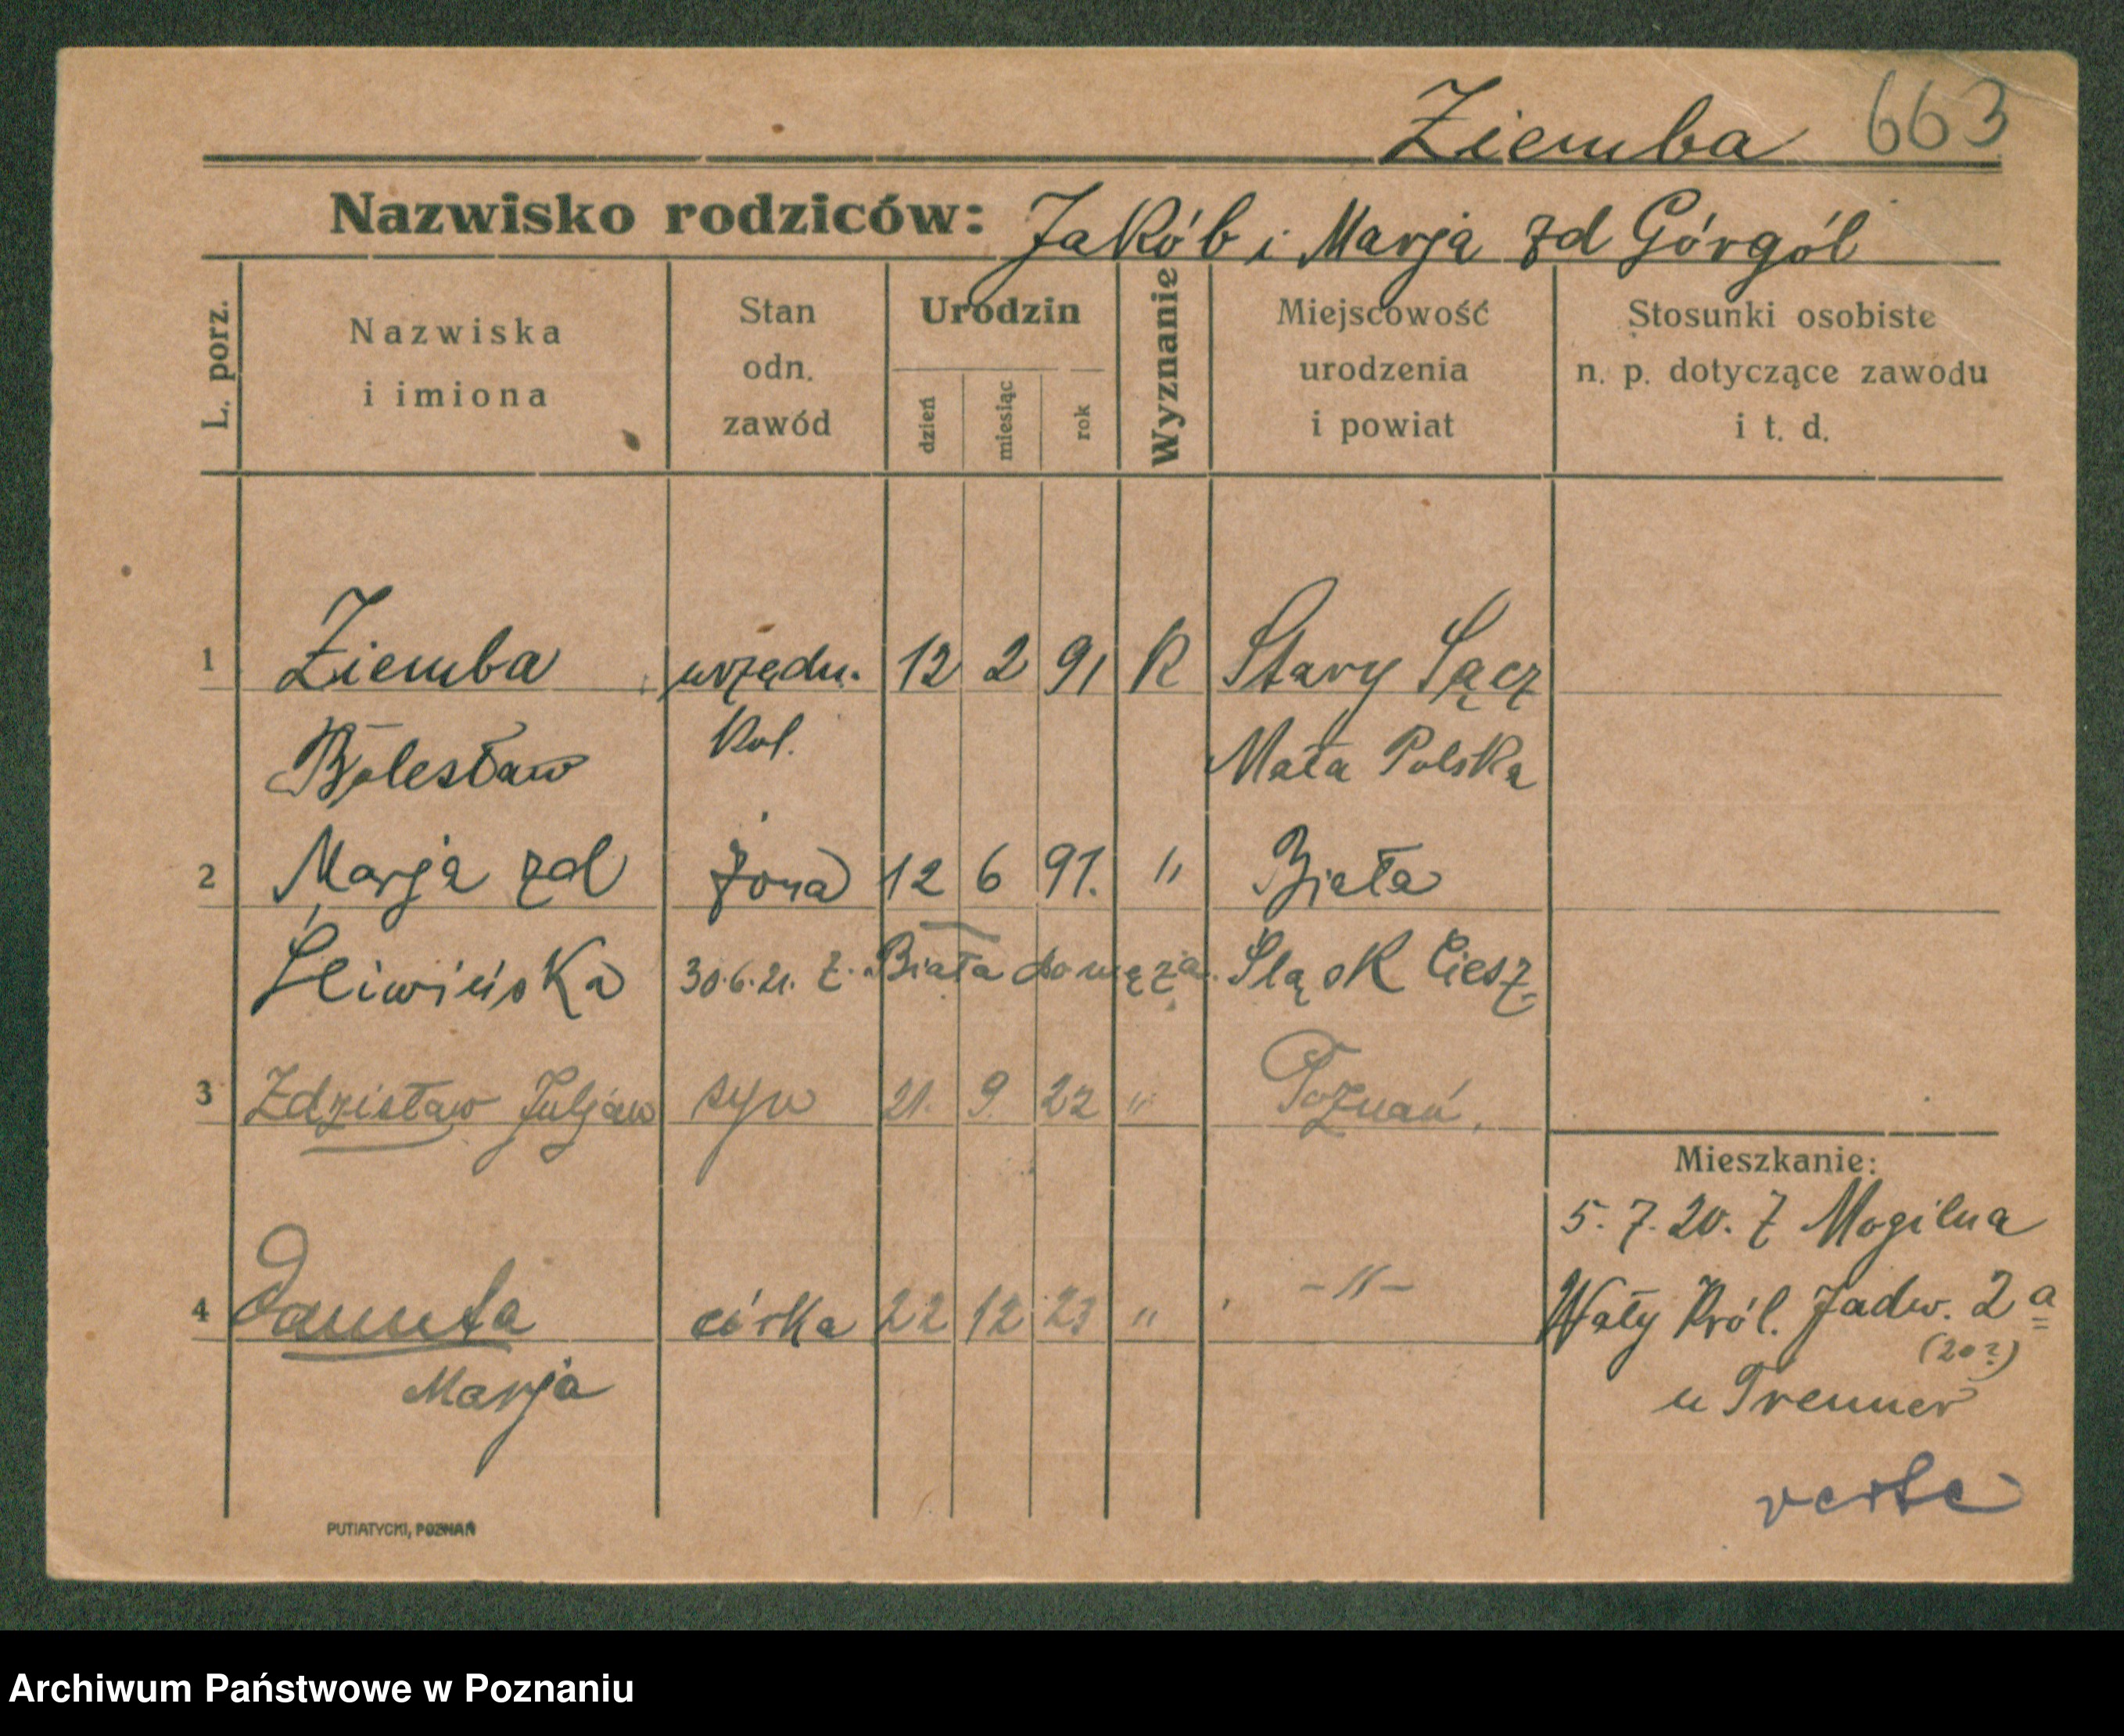 Ziemba 663
Nazwisko rodziców: Jakób i Marja zd Górgól
L. porz.
Nazwiska
i imiona
Stan
odn.
zawód
Urodzin
dzień
miesiąc
rok
Wyznanie
Miejscowość
urodzenia
i powiat
Stosunki osobiste
n. p. dotyczące zawodu
i t. d.
1 Ziemba urzędn. 12 2 91 R Stary Sącz
Bolesław kol. Mała Polska
2 Marja zd żona 12 6 91. " Biała
Śliwińska 30.6.21. z. Biała do męża. Śląsk Ciesz.
3 Zdzisław Juljan syn 21. 9. 22 " Poznań.
Mieszkanie:
5. 7. 20. z Mogilna
4 Danuta córka 22 12 23 " -"- Wały Król. Jadw. 2 a
(20?)
Marja u Trenner
verte
PUTIATYCKI, POZNAŃ
Archiwum Państwowe w Poznaniu